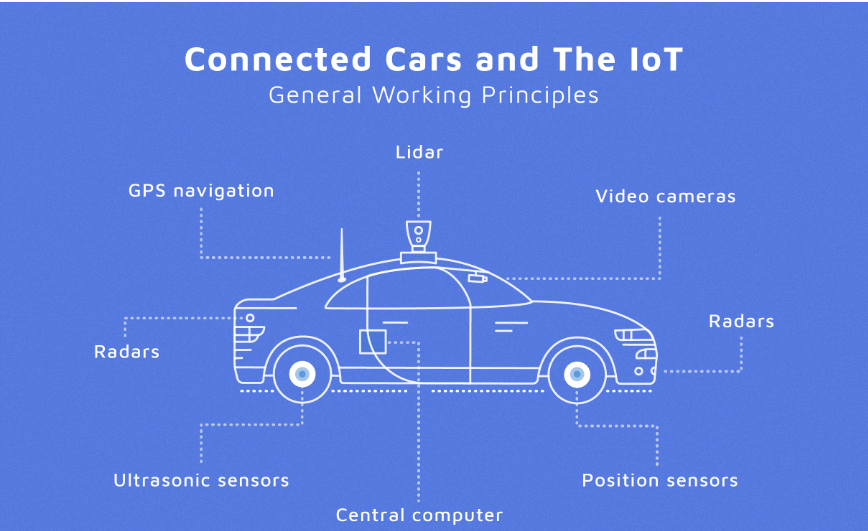 Connected Cars and The IoT
General Working Principles
Lidar
GPS navigation
Video cameras
Radars
Radars
Ultrasonic sensors
Position sensors
Central computer